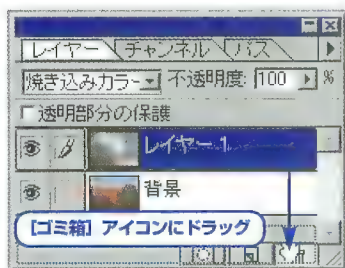 レイヤー チャンネル パス
焼き込みカラー 不透明度: 100 %
透明部分の保護
レイヤー 1
背景
[ゴミ箱] アイコンにドラッグ